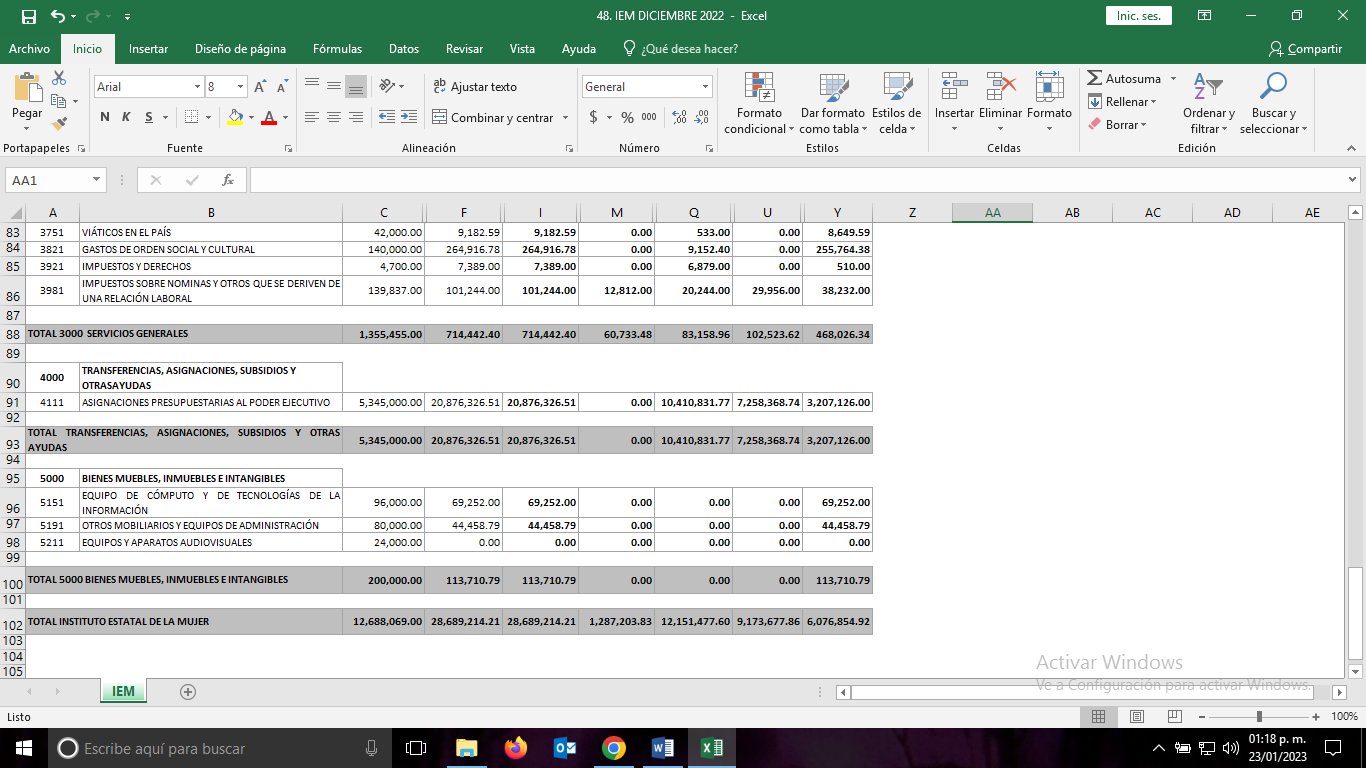 48. IEM DICIEMBRE 2022 - Excel
Inic. ses.
Archivo Inicio Insertar Diseño de página Fórmulas Datos Revisar Vista Ayuda ¿Qué desea hacer? Compartir
Pegar
Arial 8
N K S
Ajustar texto
Combinar y centrar
General
$ % 000
Formato condicional
Dar formato como tabla
Estilos de celda
Insertar Eliminar Formato
Autosuma
Rellenar
Borrar
Ordenar y filtrar
Buscar y seleccionar
Portapapeles Fuente Alineación Número Estilos Celdas Edición
AA1 fx
A B C F I M Q U Y Z AA AB AC AD AE
83 3751 VIÁTICOS EN EL PAÍS 42,000.00 9,182.59 9,182.59 0.00 533.00 0.00 8,649.59
84 3821 GASTOS DE ORDEN SOCIAL Y CULTURAL 140,000.00 264,916.78 264,916.78 0.00 9,152.40 0.00 255,764.38
85 3921 IMPUESTOS Y DERECHOS 4,700.00 7,389.00 7,389.00 0.00 6,879.00 0.00 510.00
86 3981 IMPUESTOS SOBRE NOMINAS Y OTROS QUE SE DERIVEN DE
UNA RELACIÓN LABORAL 139,837.00 101,244.00 101,244.00 12,812.00 20,244.00 29,956.00 38,232.00
87
88 TOTAL 3000 SERVICIOS GENERALES 1,355,455.00 714,442.40 714,442.40 60,733.48 83,158.96 102,523.62 468,026.34
89
90 4000 TRANSFERENCIAS, ASIGNACIONES, SUBSIDIOS Y
OTRASAYUDAS
91 4111 ASIGNACIONES PRESUPUESTARIAS AL PODER EJECUTIVO 5,345,000.00 20,876,326.51 20,876,326.51 0.00 10,410,831.77 7,258,368.74 3,207,126.00
92
93 TOTAL TRANSFERENCIAS, ASIGNACIONES, SUBSIDIOS Y OTRAS
AYUDAS 5,345,000.00 20,876,326.51 20,876,326.51 0.00 10,410,831.77 7,258,368.74 3,207,126.00
94
95 5000 BIENES MUEBLES, INMUEBLES E INTANGIBLES
96 5151 EQUIPO DE CÓMPUTO Y DE TECNOLOGÍAS DE LA
INFORMACIÓN 96,000.00 69,252.00 69,252.00 0.00 0.00 0.00 69,252.00
97 5191 OTROS MOBILIARIOS Y EQUIPOS DE ADMINISTRACIÓN 80,000.00 44,458.79 44,458.79 0.00 0.00 0.00 44,458.79
98 5211 EQUIPOS Y APARATOS AUDIOVISUALES 24,000.00 0.00 0.00 0.00 0.00 0.00 0.00
99
100 TOTAL 5000 BIENES MUEBLES, INMUEBLES E INTANGIBLES 200,000.00 113,710.79 113,710.79 0.00 0.00 0.00 113,710.79
101
102 TOTAL INSTITUTO ESTATAL DE LA MUJER 12,688,069.00 28,689,214.21 28,689,214.21 1,287,203.83 12,151,477.60 9,173,677.86 6,076,854.92
103
104
105
Activar Windows
Ve a Configuración para activar Windows.
IEM
Listo 100%
Escribe aquí para buscar
01:18 p. m.
23/01/2023